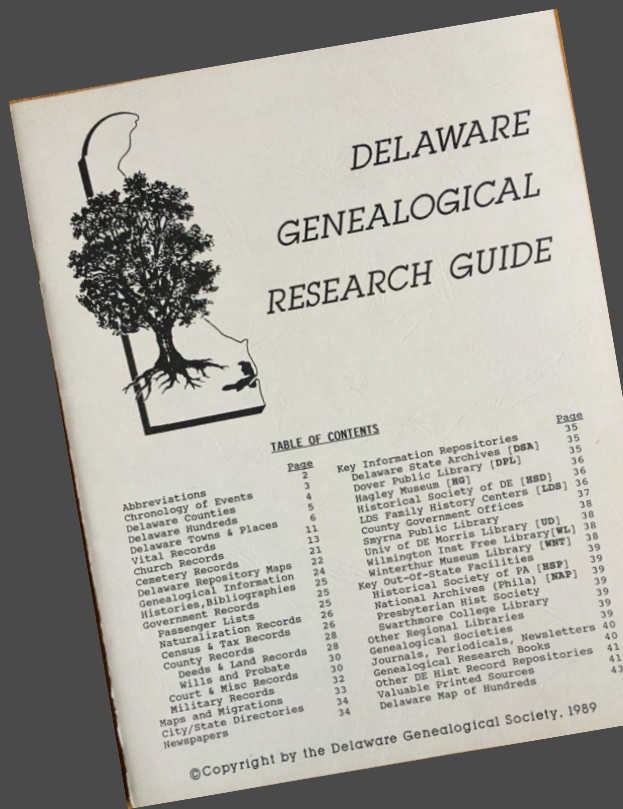 DELAWARE
GENEALOGICAL
RESEARCH GUIDE
TABLE OF CONTENTS
Page
Abbreviations 2
Chronology of Events 3
Delaware Counties 4
Delaware Hundreds 5
Delaware Towns & Places 6
Vital Records 11
Church Records 13
Cemetery Records 21
Delaware Repository Maps 22
Genealogical Information 24
Histories,Bibliographies 25
Government Records 25
Passenger Lists 25
Naturalization Records 26
Census & Tax Records 26
County Records 28
Deeds & Land Records 28
Wills and Probate 30
Court & Misc Records 30
Military Records 32
Maps and Migrations 33
City/State Directories 34
Newspapers 34
Page
Key Information Repositories 35
Delaware State Archives [DSA] 35
Dover Public Library [DPL] 35
Hagley Museum [HG] 36
Historical Society of DE [HSD] 36
LDS Family History Centers [LDS] 36
County Government Offices 37
Smyrna Public Library 38
Univ of DE Morris Library [UD] 38
Wilmington Inst Free Library[WL] 38
Winterthur Museum Library [WNT] 38
Key Out-Of-State Facilities 39
Historical Society of PA [HSP] 39
National Archives (Phila) [NAP] 39
Presbyterian Hist Society 39
Swarthmore College Library 39
Other Regional Libraries 39
Genealogical Societies 39
Journals, Periodicals, Newsletters 40
Genealogical Research Books 40
Other DE Hist Record Repositories 41
Valuable Printed Sources 41
Delaware Map of Hundreds 43
©Copyright by the Delaware Genealogical Society, 1989